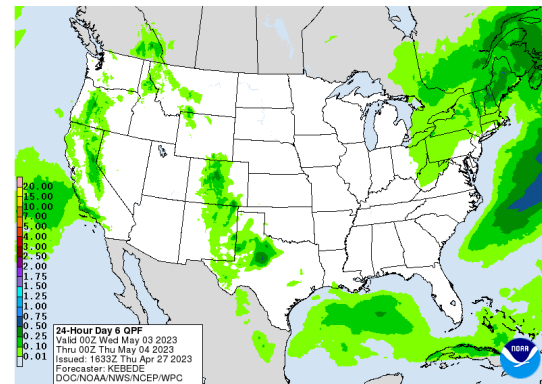 20.00
15.00
10.00
7.00
5.00
4.00
3.00
2.50
2.00
1.75
1.50
1.25
1.00
0.75
0.50
0.25
0.10
0.01
24-Hour Day 6 QPF
Valid 00Z Wed May 03 2023
Thru 00Z Thu May 04 2023
Issued: 1633Z Thu Apr 27 2023
Forecaster: KEBEDE
DOC/NOAA/NWS/NCEP/WPC
NOAA